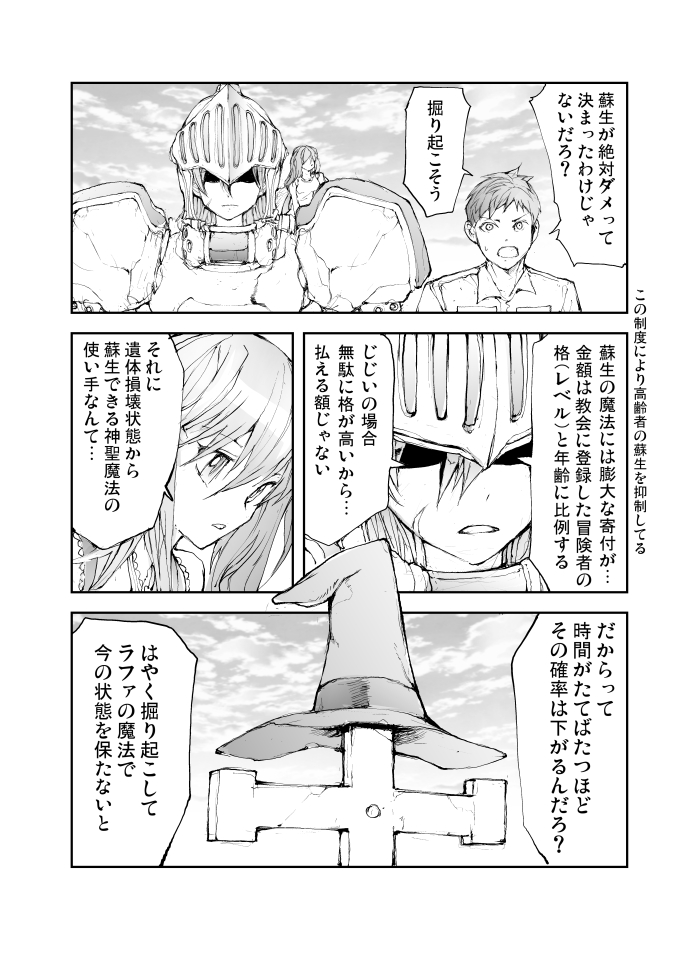 蘇生が絶対ダメって
決まったわけじゃ
ないだろ?
掘り起こそう
蘇生の魔法には膨大な寄付が…
金額は教会に登録した冒険者の
格(レベル)と年齢に比例する
この制度により高齢者の蘇生を抑制してる
じじいの場合
無駄に格が高いから…
払える額じゃない
それに
遺体損壊状態から
蘇生できる神聖魔法の
使い手なんて…
だからって
時間がたてばたつほど
その確率は下がるんだろ?
はやく掘り起こして
ラファの魔法で
今の状態を保たないと